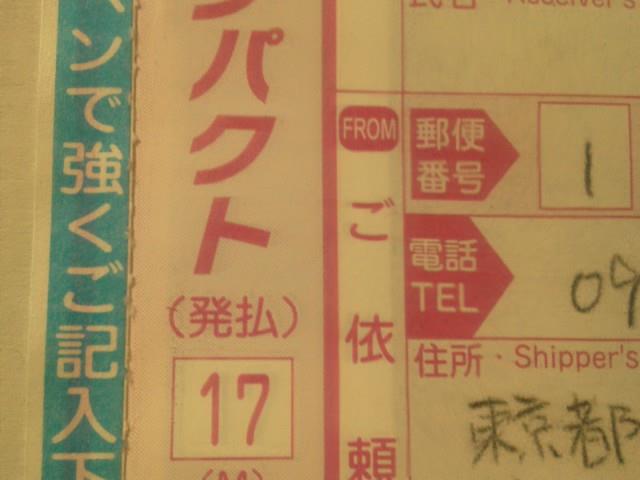 ンで強くご記入下
パクト
(発払)
17
(M)
FROM
ご依頼
郵便
番号
1
電話
TEL
09
住所・Shipper's
東京都